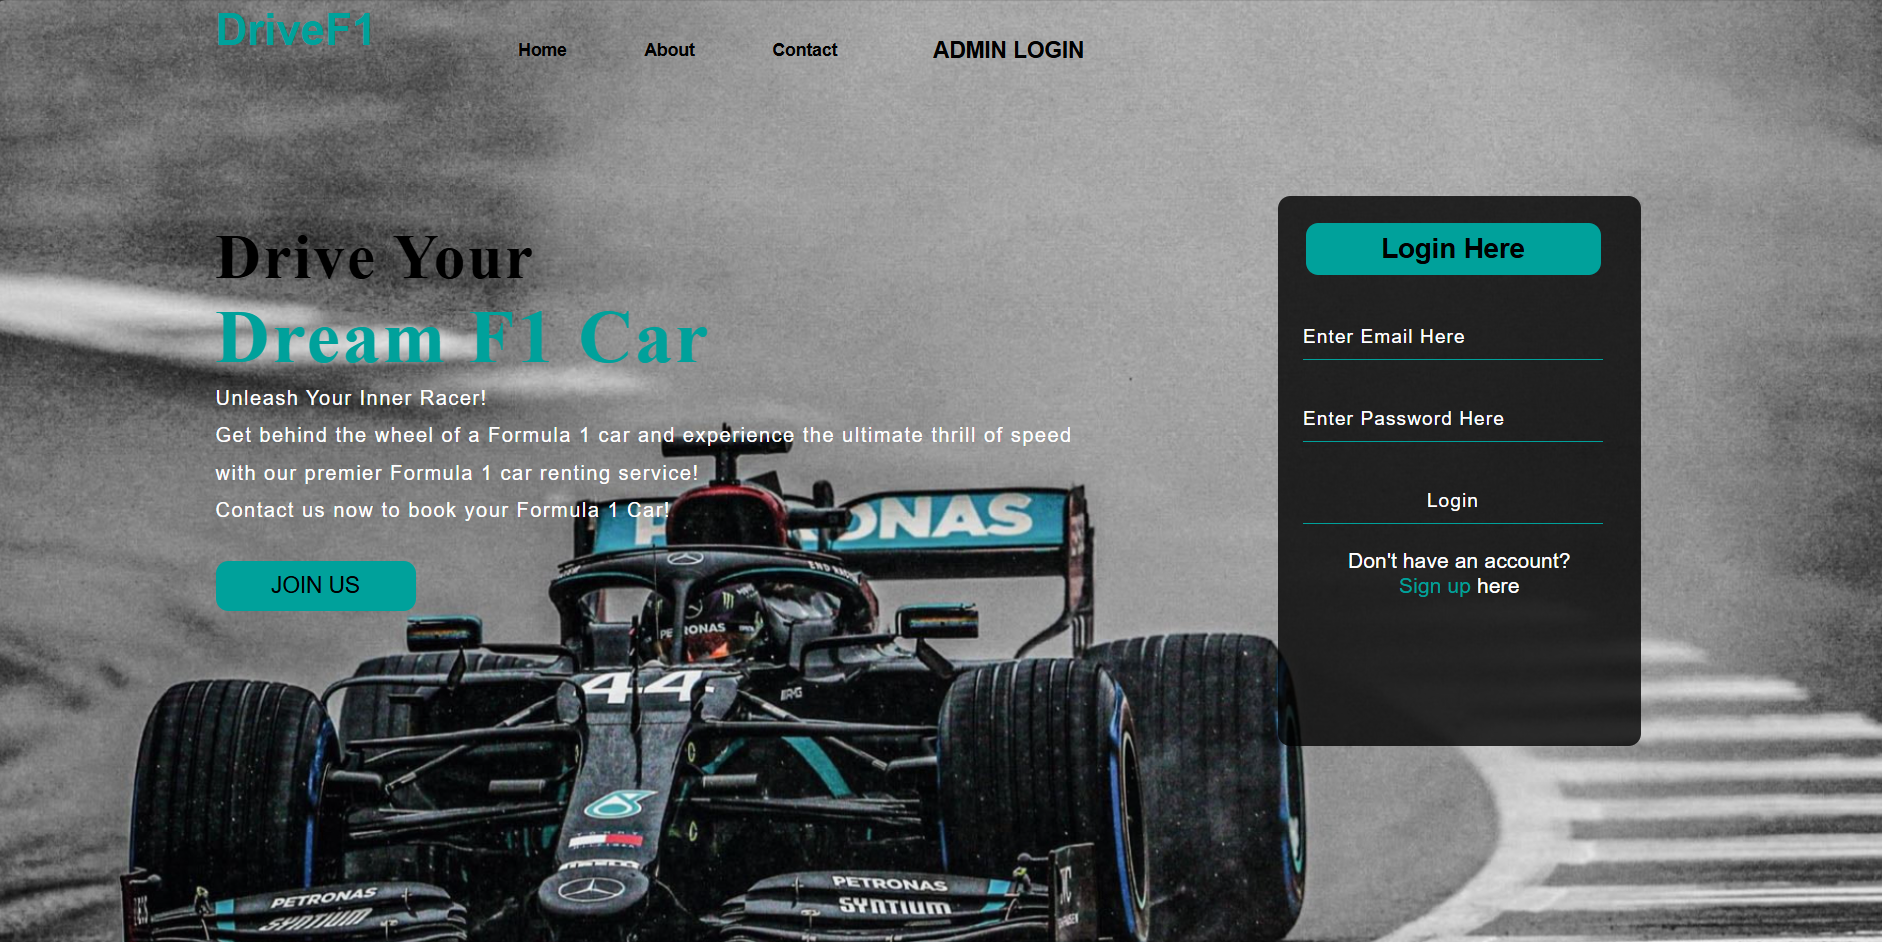 DriveF1
Home
About
Contact
ADMIN LOGIN
Drive Your
Dream F1 Car
Unleash Your Inner Racer!
Get behind the wheel of a Formula 1 car and experience the ultimate thrill of speed
with our premier Formula 1 car renting service!
Contact us now to book your Formula 1 Car!
JOIN US
Login Here
Enter Email Here
Enter Password Here
Login
Don't have an account?
Sign up here
44
AMG
PETRONAS
SYNTIUM
PETRONAS
SYNTIUM